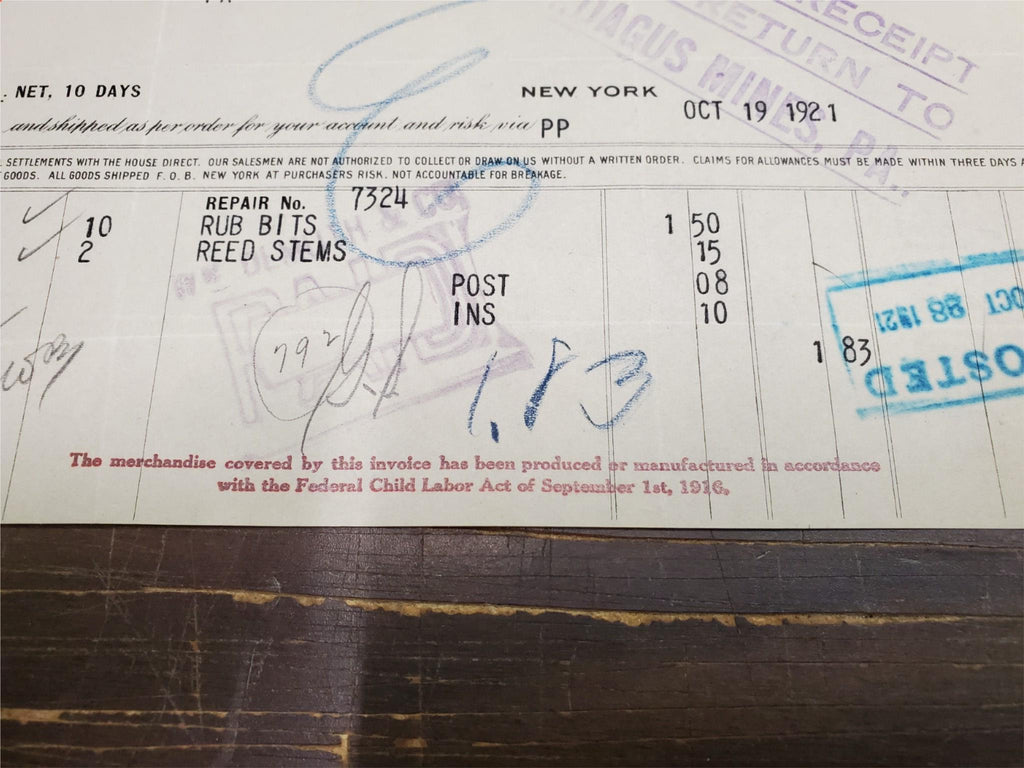 RECEIPT
RETURN TO
DAGUS MINES, PA.,
. NET, 10 DAYS
NEW YORK OCT 19 1921
and shipped as per order for your account and risk via PP
SETTLEMENTS WITH THE HOUSE DIRECT. OUR SALESMEN ARE NOT AUTHORIZED TO COLLECT OR DRAW ON US WITHOUT A WRITTEN ORDER. CLAIMS FOR ALLOWANCES MUST BE MADE WITHIN THREE DAYS A
GOODS. ALL GOODS SHIPPED F. O. B. NEW YORK AT PURCHASERS RISK. NOT ACCOUNTABLE FOR BREAKAGE.
REPAIR No. 7324
10 RUB BITS 1 50
2 REED STEMS 15
POST 08
INS 10
1 83
& CO.
PAID
792
1.83
OCT 28 1921
OSTED
The merchandise covered by this invoice has been produced or manufactured in accordance
with the Federal Child Labor Act of September 1st, 1916.